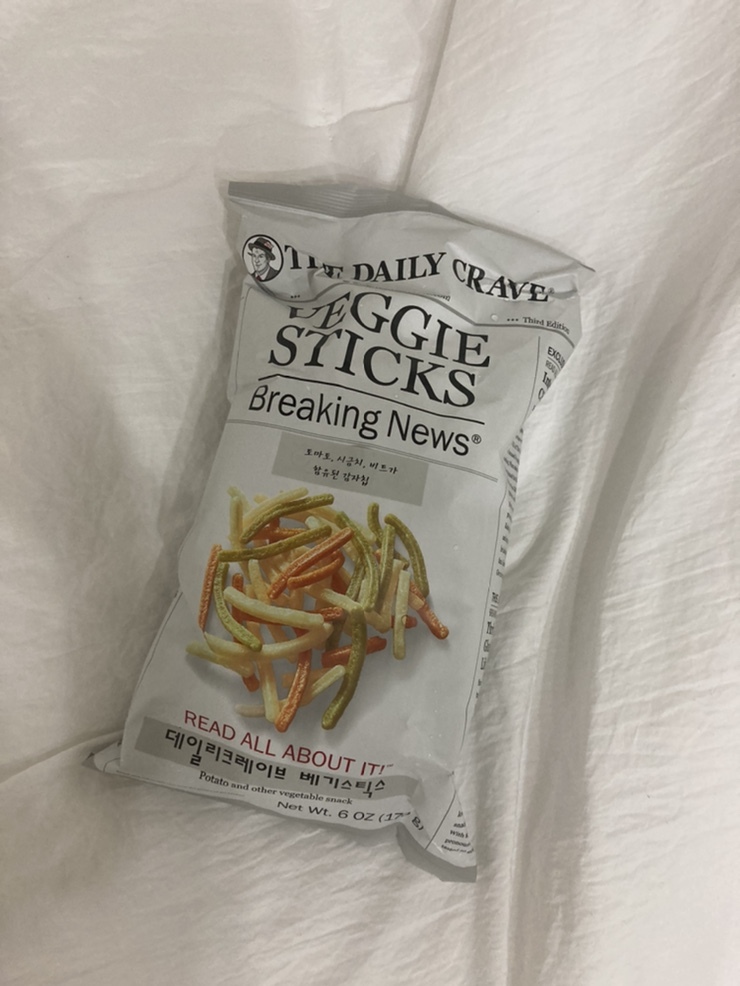 THE DAILY CRAVE
... Third Edition
VEGGIE
STICKS
Breaking News®
토마토, 시금치, 비트가
함유된 감자칩
READ ALL ABOUT IT!™
데일리크레이브 베기스틱스
Potato and other vegetable snack
Net Wt. 6 OZ (17 g)